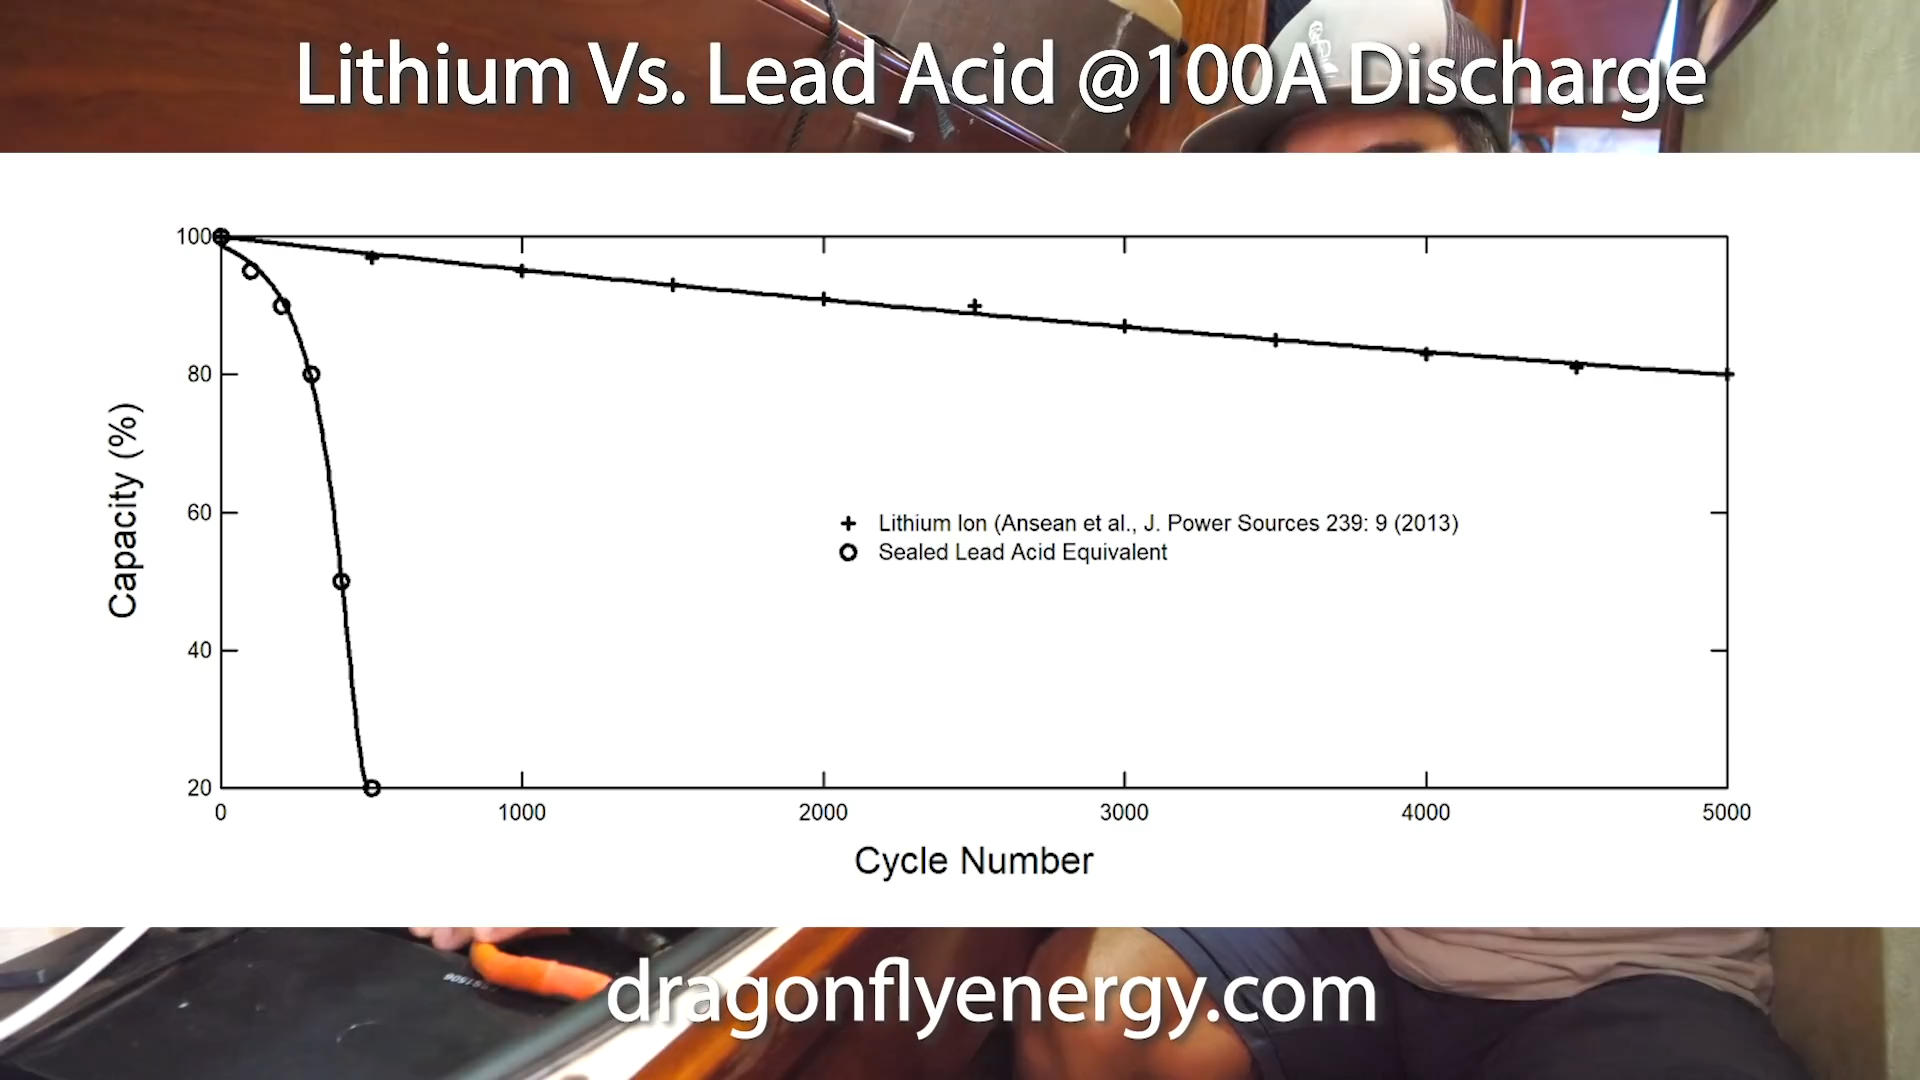 Lithium Vs. Lead Acid @100A Discharge
100
80
60
40
20
Capacity (%)
Lithium Ion (Ansean et al., J. Power Sources 239: 9 (2013)
Sealed Lead Acid Equivalent
0 1000 2000 3000 4000 5000
Cycle Number
dragonflyenergy.com